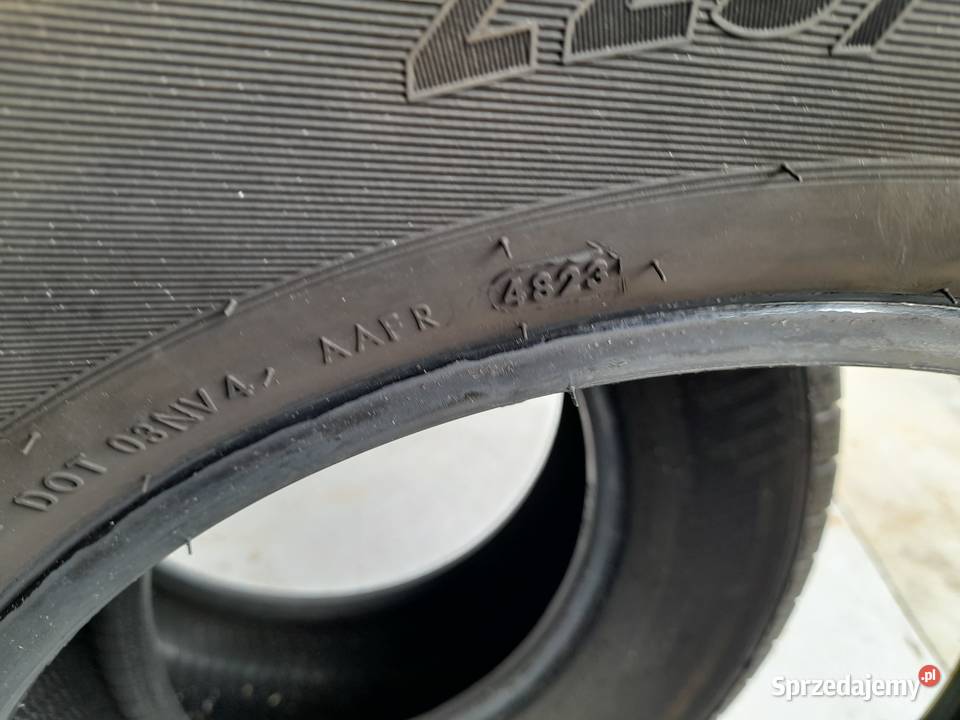 DOT 03NV4 AAFR 4823
Sprzedajemy.pl